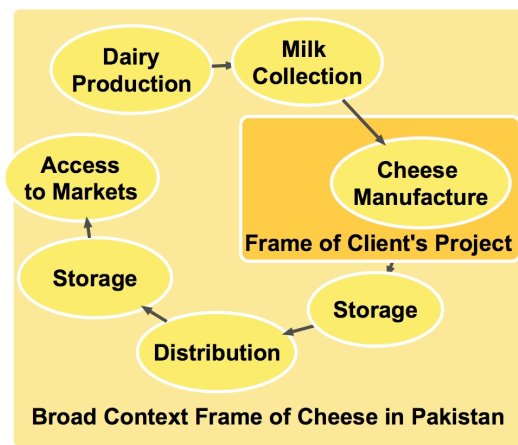 Dairy
Production
Milk
Collection
Cheese
Manufacture
Frame of Client's Project
Storage
Distribution
Storage
Access
to Markets
Broad Context Frame of Cheese in Pakistan